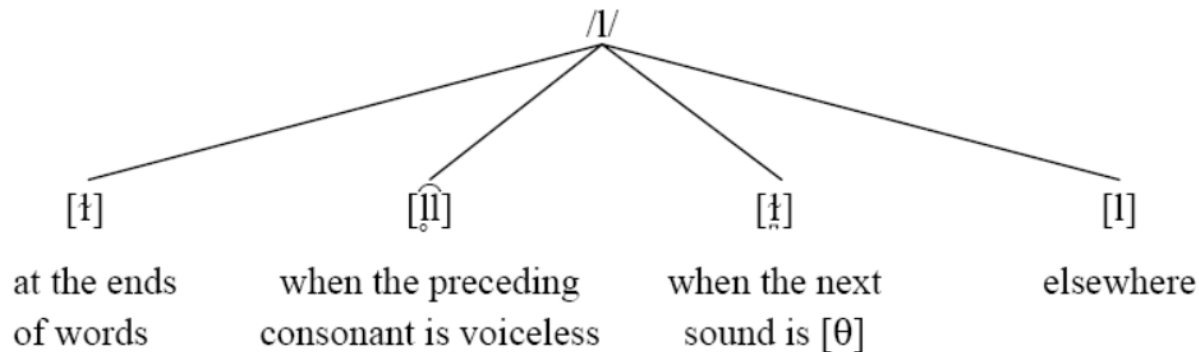 /l/
[ɫ] [l̥͡l] [ɫ̪] [l]
at the ends when the preceding when the next elsewhere
of words consonant is voiceless sound is [θ]